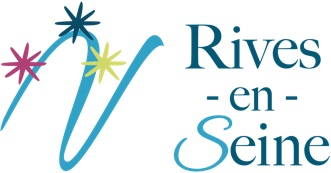 Rives
- en -
Seine